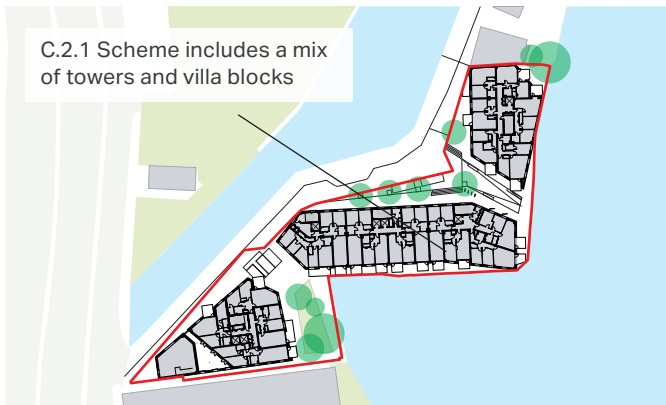 C.2.1 Scheme includes a mix
of towers and villa blocks